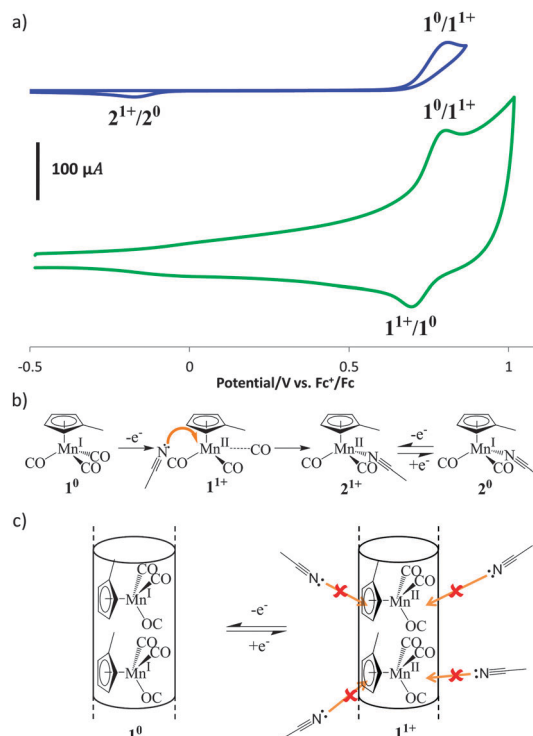 a)
1⁰/1¹⁺
2¹⁺/2⁰
1⁰/1¹⁺
100 µA
1¹⁺/1⁰
-0.5 0 0.5 1
Potential/V vs. Fc⁺/Fc
b)
Mn I CO CO CO
1⁰
-e⁻
N: CO Mn II CO CO
1¹⁺
Mn II CO CO N
2¹⁺
-e⁻
+e⁻
Mn I CO CO N
2⁰
c)
CO CO Mn I OC
CO CO Mn I OC
1⁰
-e⁻
+e⁻
N: :N
CO CO Mn II OC
CO CO Mn II OC
N: :N
1¹⁺